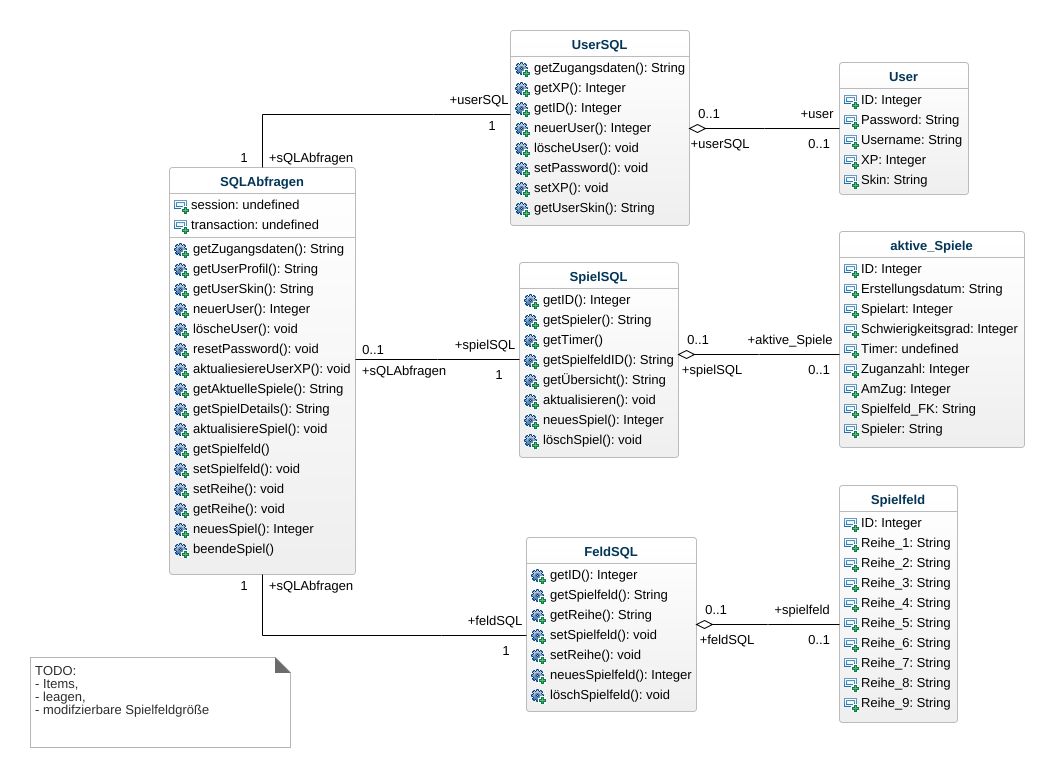 UserSQL
getZugangsdaten(): String
getXP(): Integer
getID(): Integer
neuerUser(): Integer
löscheUser(): void
setPassword(): void
setXP(): void
getUserSkin(): String
User
ID: Integer
Password: String
Username: String
XP: Integer
Skin: String
+userSQL
1
0..1
+user
+userSQL
0..1
1
+sQLAbfragen
SQLAbfragen
session: undefined
transaction: undefined
getZugangsdaten(): String
getUserProfil(): String
getUserSkin(): String
neuerUser(): Integer
löscheUser(): void
resetPassword(): void
aktualiesiereUserXP(): void
getAktuelleSpiele(): String
getSpielDetails(): String
aktualisiereSpiel(): void
getSpielfeld()
setSpielfeld(): void
setReihe(): void
getReihe(): void
neuesSpiel(): Integer
beendeSpiel()
0..1
+spielSQL
+sQLAbfragen
1
SpielSQL
getID(): Integer
getSpieler(): String
getTimer()
getSpielfeldID(): String
getÜbersicht(): String
aktualisieren(): void
neuesSpiel(): Integer
löschSpiel(): void
0..1
+aktive_Spiele
+spielSQL
0..1
aktive_Spiele
ID: Integer
Erstellungsdatum: String
Spielart: Integer
Schwierigkeitsgrad: Integer
Timer: undefined
Zuganzahl: Integer
AmZug: Integer
Spielfeld_FK: String
Spieler: String
1
+sQLAbfragen
+feldSQL
1
FeldSQL
getID(): Integer
getSpielfeld(): String
getReihe(): String
setSpielfeld(): void
setReihe(): void
neuesSpielfeld(): Integer
löschSpielfeld(): void
0..1
+spielfeld
+feldSQL
0..1
Spielfeld
ID: Integer
Reihe_1: String
Reihe_2: String
Reihe_3: String
Reihe_4: String
Reihe_5: String
Reihe_6: String
Reihe_7: String
Reihe_8: String
Reihe_9: String
TODO:
- Items,
- leagen,
- modifzierbare Spielfeldgröße